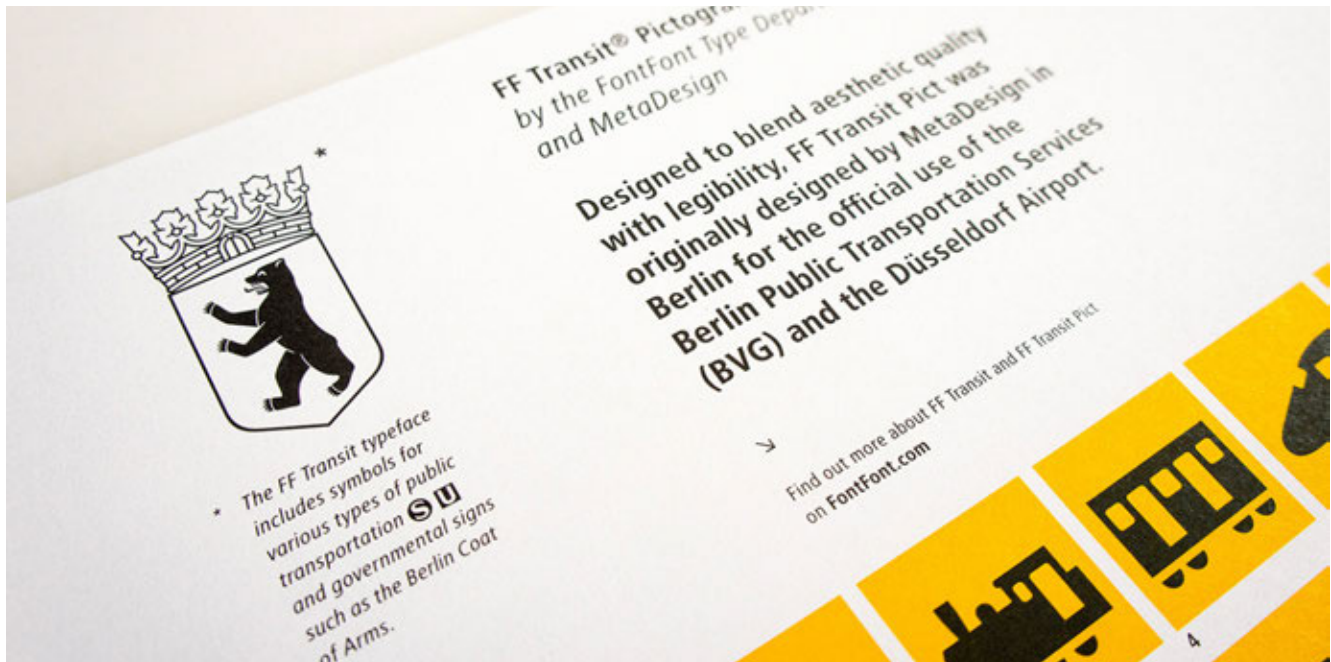 FF Transit® Pictogra
by the FontFont Type Depar
and MetaDesign
Designed to blend aesthetic quality
with legibility, FF Transit Pict was
originally designed by MetaDesign in
Berlin for the official use of the
Berlin Public Transportation Services
(BVG) and the Düsseldorf Airport.
Find out more about FF Transit and FF Transit Pict
on FontFont.com
*
* The FF Transit typeface
includes symbols for
various types of public
transportation S U
and governmental signs
such as the Berlin Coat
of Arms.
4